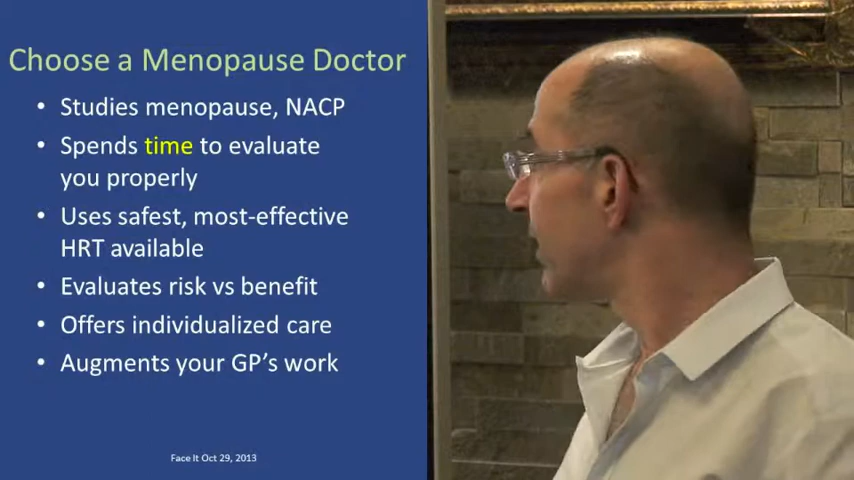 Choose a Menopause Doctor
• Studies menopause, NACP
• Spends time to evaluate
you properly
• Uses safest, most-effective
HRT available
• Evaluates risk vs benefit
• Offers individualized care
• Augments your GP's work
Face It Oct 29, 2013